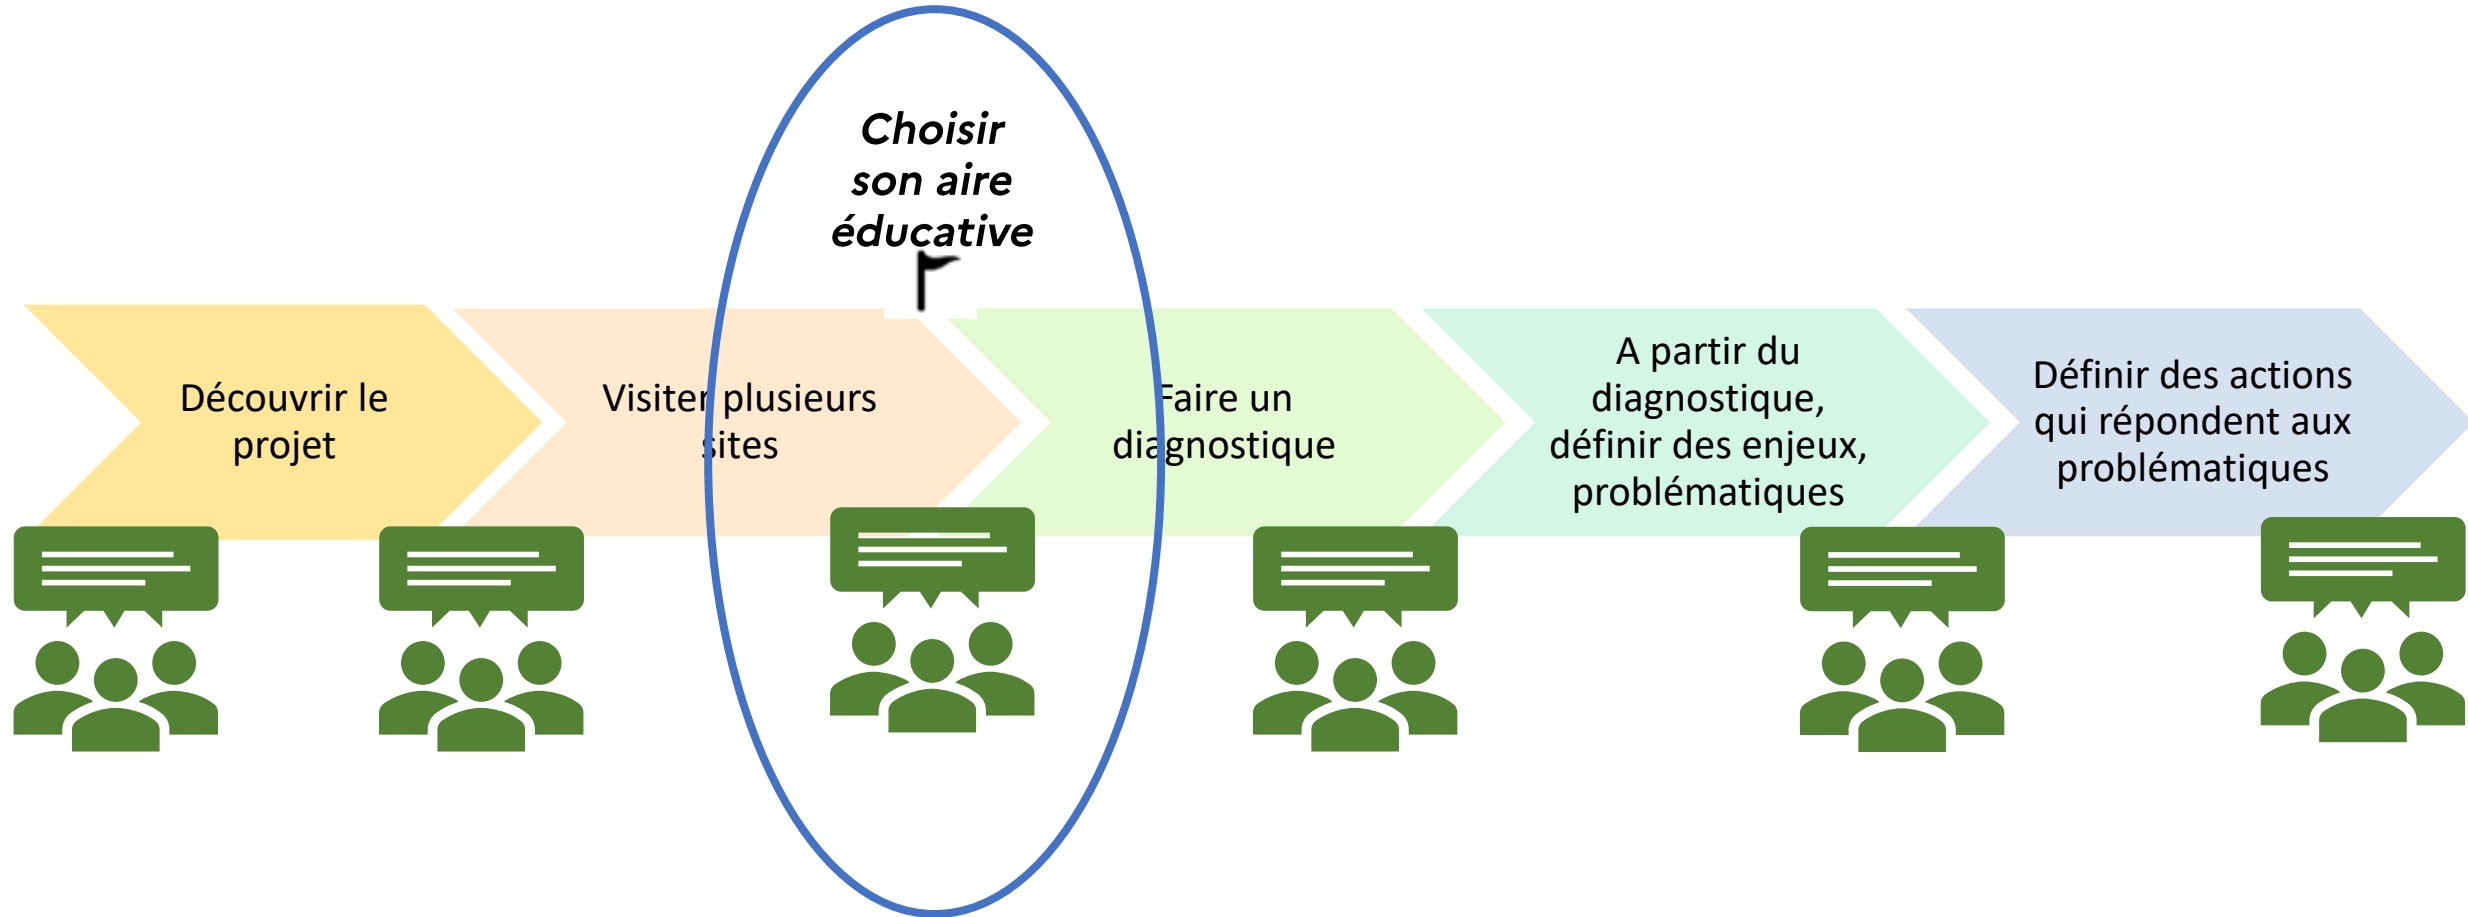 Choisir
son aire
éducative
Découvrir le
projet
Visiter plusieurs
sites
Faire un
diagnostique
A partir du
diagnostique,
définir des enjeux,
problématiques
Définir des actions
qui répondent aux
problématiques